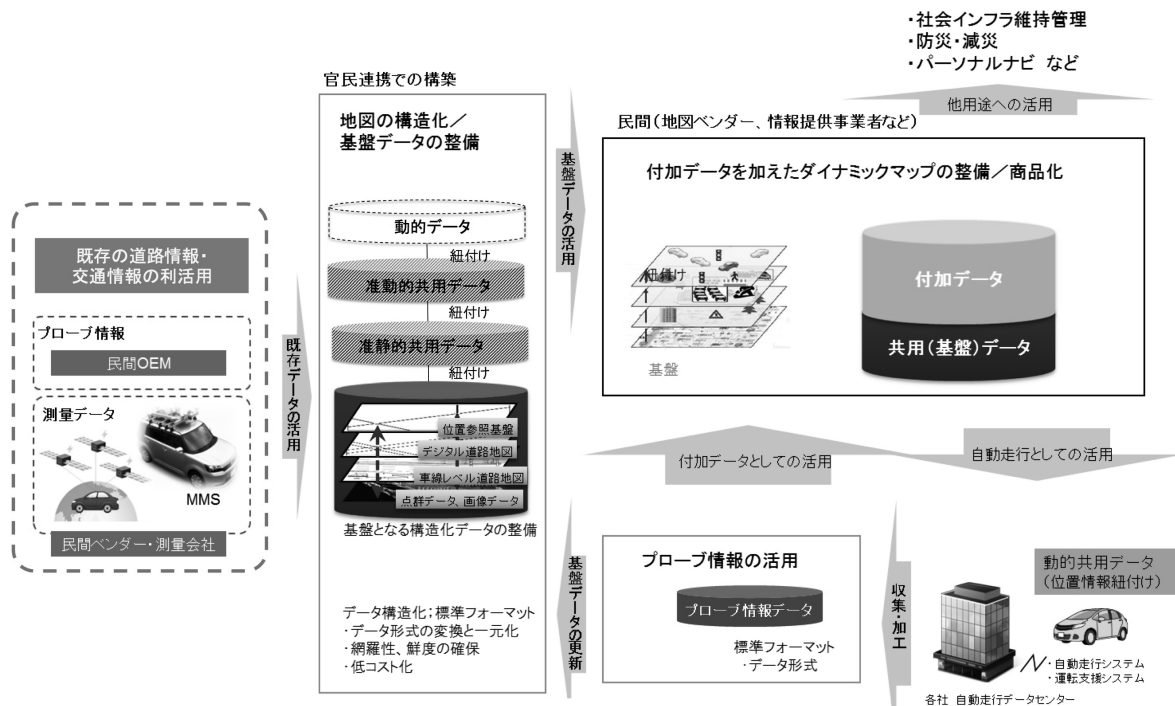 ・社会インフラ維持管理
・防災・減災
・パーソナルナビ など
他用途への活用
官民連携での構築
地図の構造化／
基盤データの整備
動的データ
紐付け
准動的共用データ
紐付け
准静的共用データ
紐付け
位置参照基盤
デジタル道路地図
車線レベル道路地図
点群データ、画像データ
基盤となる構造化データの整備
データ構造化；標準フォーマット
・データ形式の変換と一元化
・網羅性、鮮度の確保
・低コスト化
既存の道路情報・
交通情報の利活用
プローブ情報
民間OEM
測量データ
MMS
民間ベンダー・測量会社
既存データの活用
基盤データの活用
民間（地図ベンダー、情報提供事業者など）
付加データを加えたダイナミックマップの整備／商品化
紐付け
基盤
付加データ
共用（基盤）データ
付加データとしての活用
自動走行としての活用
基盤データの更新
プローブ情報の活用
プローブ情報データ
標準フォーマット
・データ形式
収集・加工
動的共用データ
（位置情報紐付け）
・自動走行システム
・運転支援システム
各社 自動走行データセンター